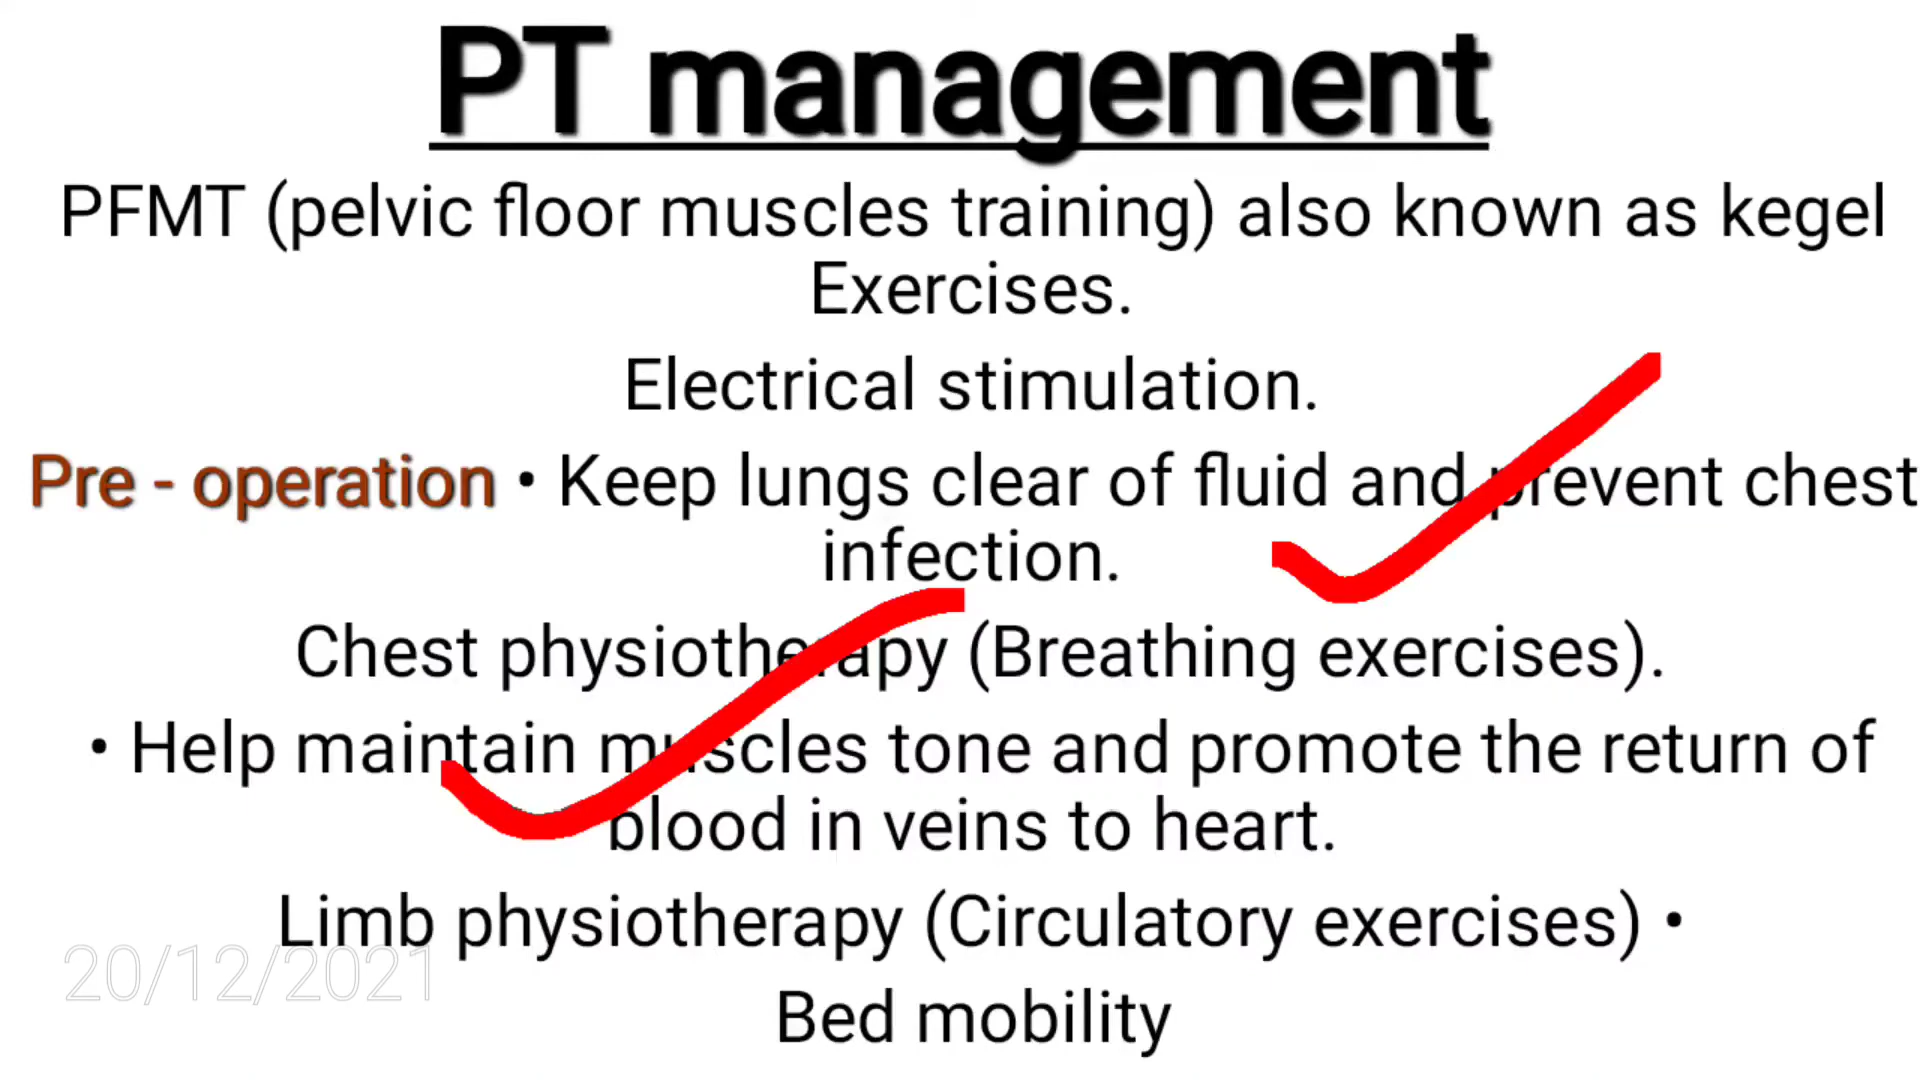 PT management
PFMT (pelvic floor muscles training) also known as kegel
Exercises.
Electrical stimulation.
Pre - operation • Keep lungs clear of fluid and prevent chest
infection.
Chest physiotherapy (Breathing exercises).
• Help maintain muscles tone and promote the return of
blood in veins to heart.
Limb physiotherapy (Circulatory exercises) •
20/12/2021
Bed mobility